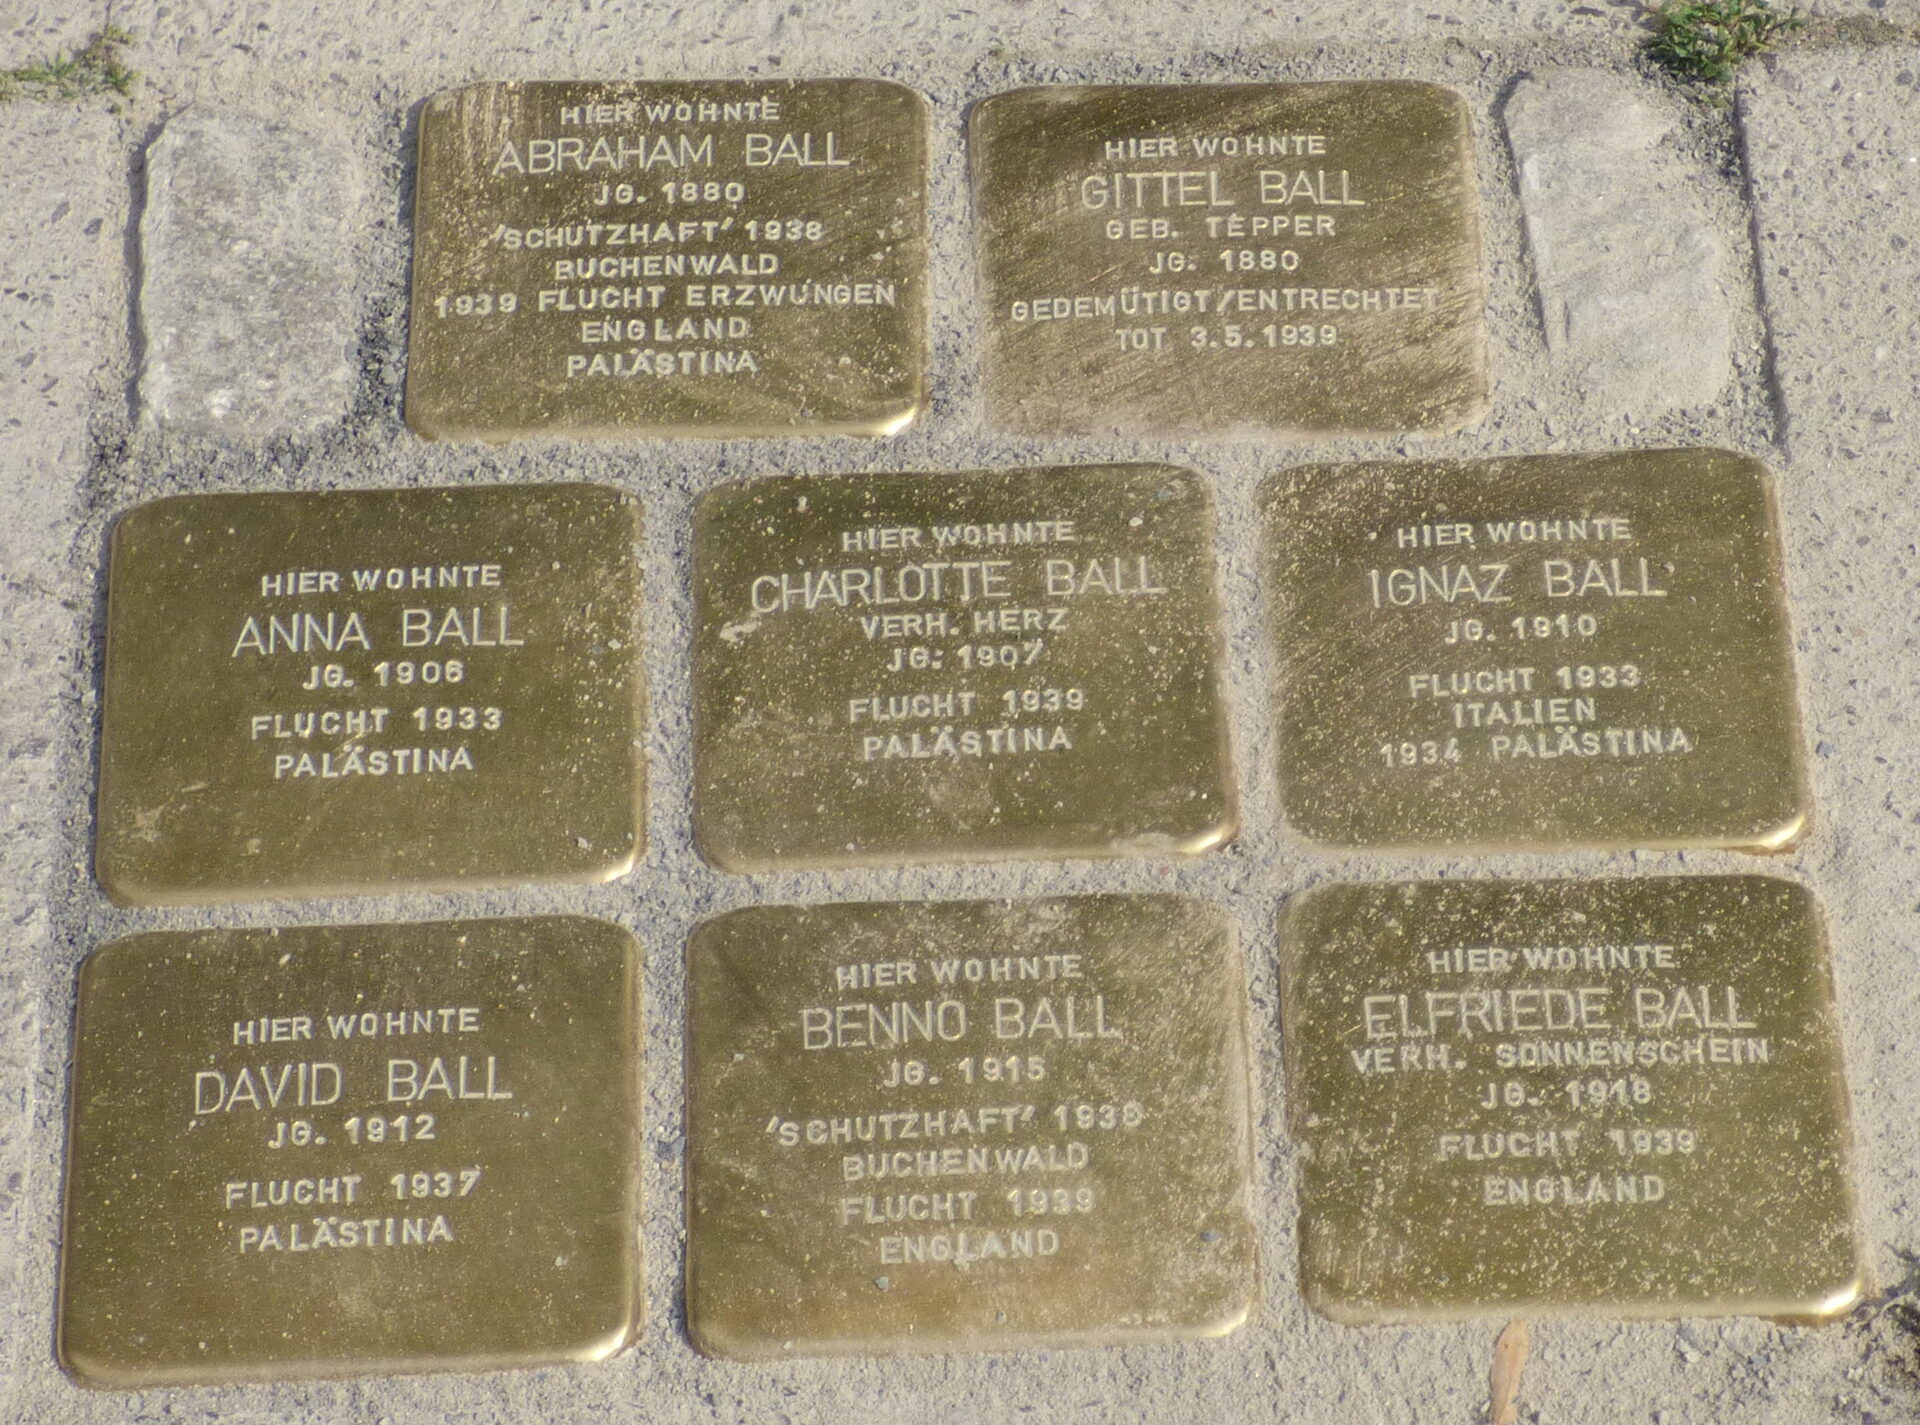 HIER WOHNTE
ABRAHAM BALL
JG. 1880
'SCHUTZHAFT' 1938
BUCHENWALD
1939 FLUCHT ERZWUNGEN
ENGLAND
PALÄSTINA
HIER WOHNTE
GITTEL BALL
GEB. TEPPER
JG. 1880
GEDEMÜTIGT/ENTRECHTET
TOT 3.5.1939
HIER WOHNTE
ANNA BALL
JG. 1906
FLUCHT 1933
PALÄSTINA
HIER WOHNTE
CHARLOTTE BALL
VERH. HERZ
JG. 1907
FLUCHT 1939
PALÄSTINA
HIER WOHNTE
IGNAZ BALL
JG. 1910
FLUCHT 1933
ITALIEN
1934 PALÄSTINA
HIER WOHNTE
DAVID BALL
JG. 1912
FLUCHT 1937
PALÄSTINA
HIER WOHNTE
BENNO BALL
JG. 1915
'SCHUTZHAFT' 1938
BUCHENWALD
FLUCHT 1939
ENGLAND
HIER WOHNTE
ELFRIEDE BALL
VERH. SONNENSCHEIN
JG. 1918
FLUCHT 1939
ENGLAND